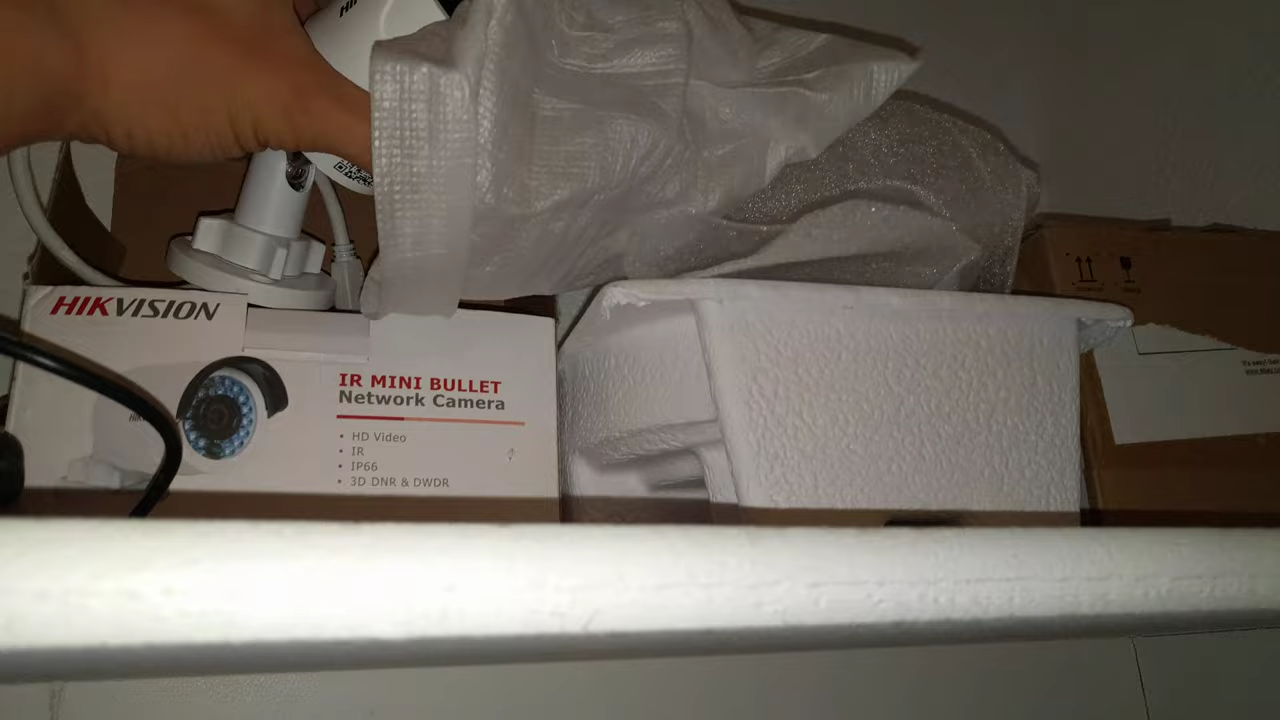 HIKVISION
IR MINI BULLET
Network Camera
• HD Video
• IR
• IP66
• 3D DNR & DWDR